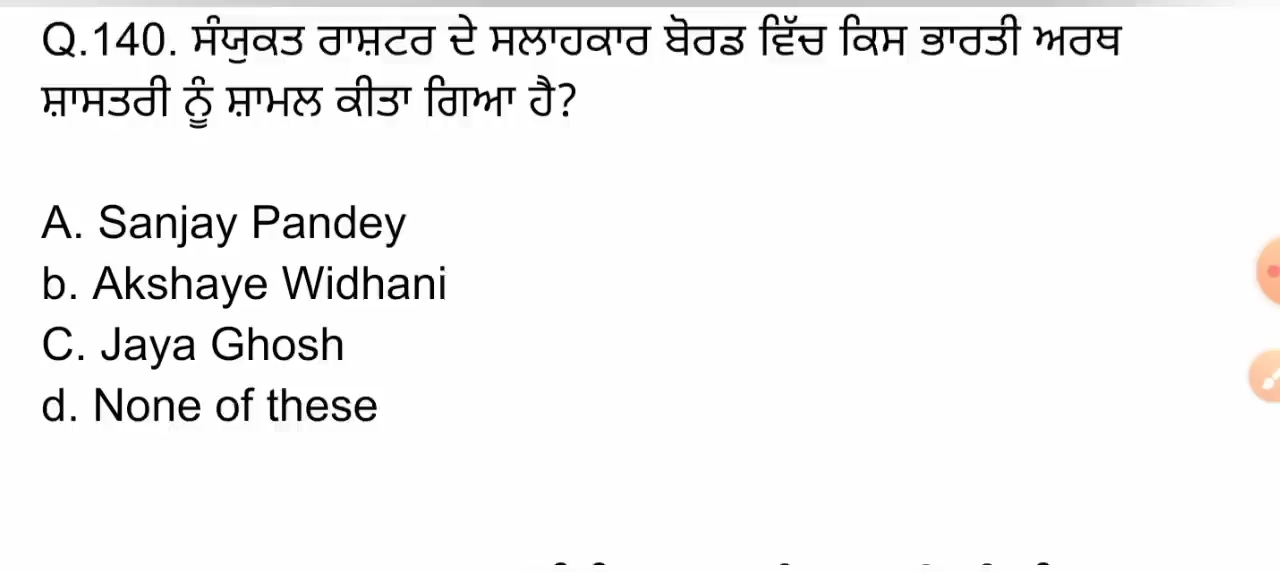 Q.140. ਸੰਯੁਕਤ ਰਾਸ਼ਟਰ ਦੇ ਸਲਾਹਕਾਰ ਬੋਰਡ ਵਿੱਚ ਕਿਸ ਭਾਰਤੀ ਅਰਥ
ਸ਼ਾਸਤਰੀ ਨੂੰ ਸ਼ਾਮਲ ਕੀਤਾ ਗਿਆ ਹੈ?
A. Sanjay Pandey
b. Akshaye Widhani
C. Jaya Ghosh
d. None of these